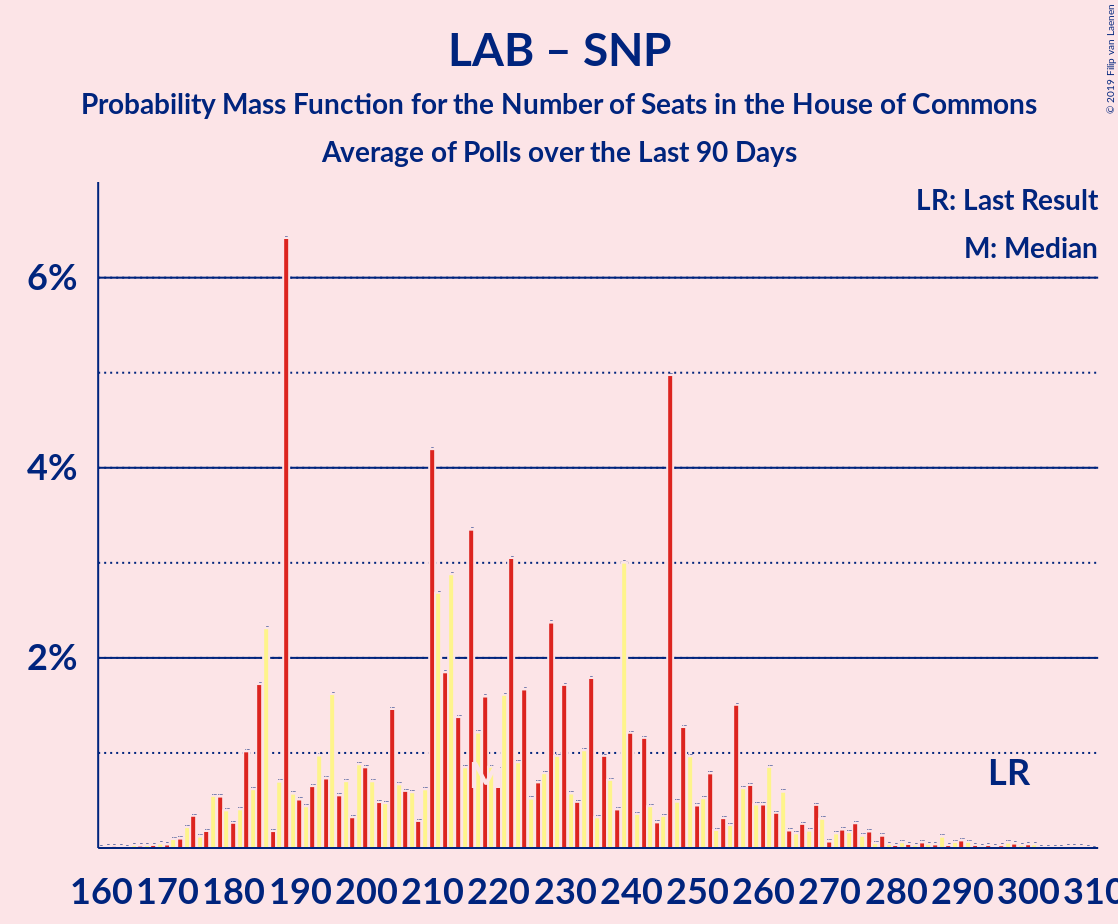 LAB – SNP
Probability Mass Function for the Number of Seats in the House of Commons
Average of Polls over the Last 90 Days
© 2019 Filip van Laenen
LR: Last Result
M: Median
6%
4%
2%
M
LR
160 170 180 190 200 210 220 230 240 250 260 270 280 290 300 310